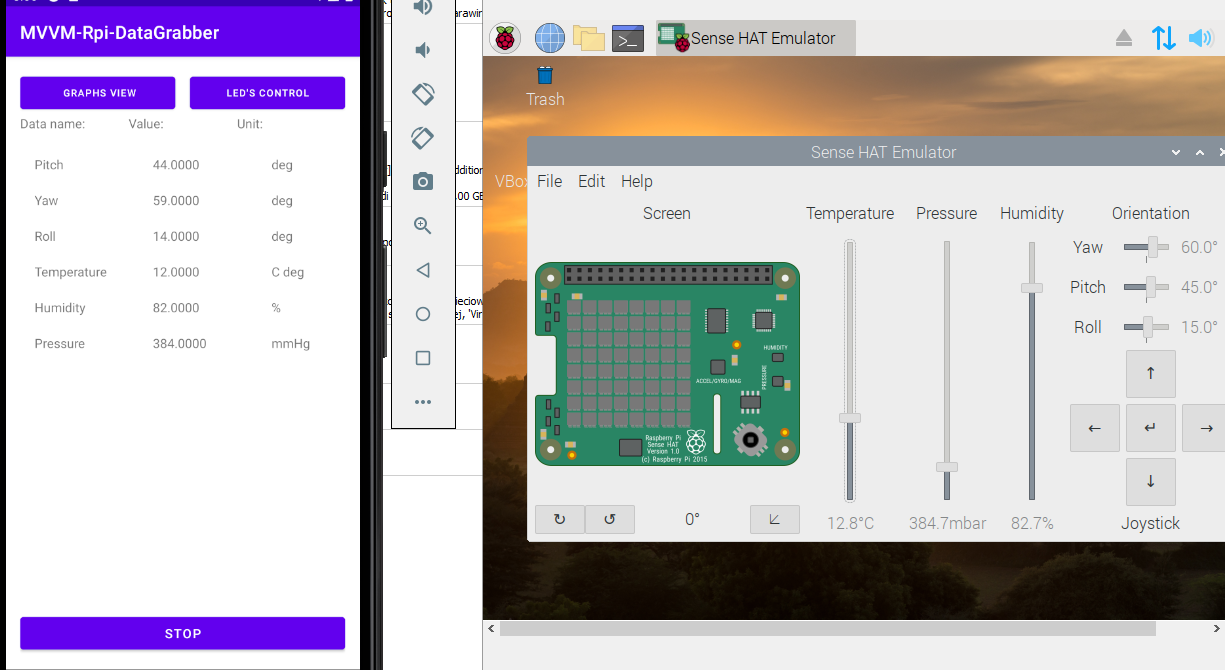 MVVM-Rpi-DataGrabber
GRAPHS VIEW
LED'S CONTROL
Data name: Value: Unit:
Pitch 44.0000 deg
Yaw 59.0000 deg
Roll 14.0000 deg
Temperature 12.0000 C deg
Humidity 82.0000 %
Pressure 384.0000 mmHg
STOP
Sense HAT Emulator
Trash
Sense HAT Emulator
VBox
File Edit Help
Screen Temperature Pressure Humidity Orientation
Yaw 60.0°
Pitch 45.0°
Roll 15.0°
HUMIDITY
ACCEL/GYRO/MAG
PRESSURE
Raspberry Pi
Sense HAT
Version 1.0
(c) Raspberry Pi 2015
↑
← ↵ →
↓
↻ ↺ 0° 12.8°C 384.7mbar 82.7% Joystick